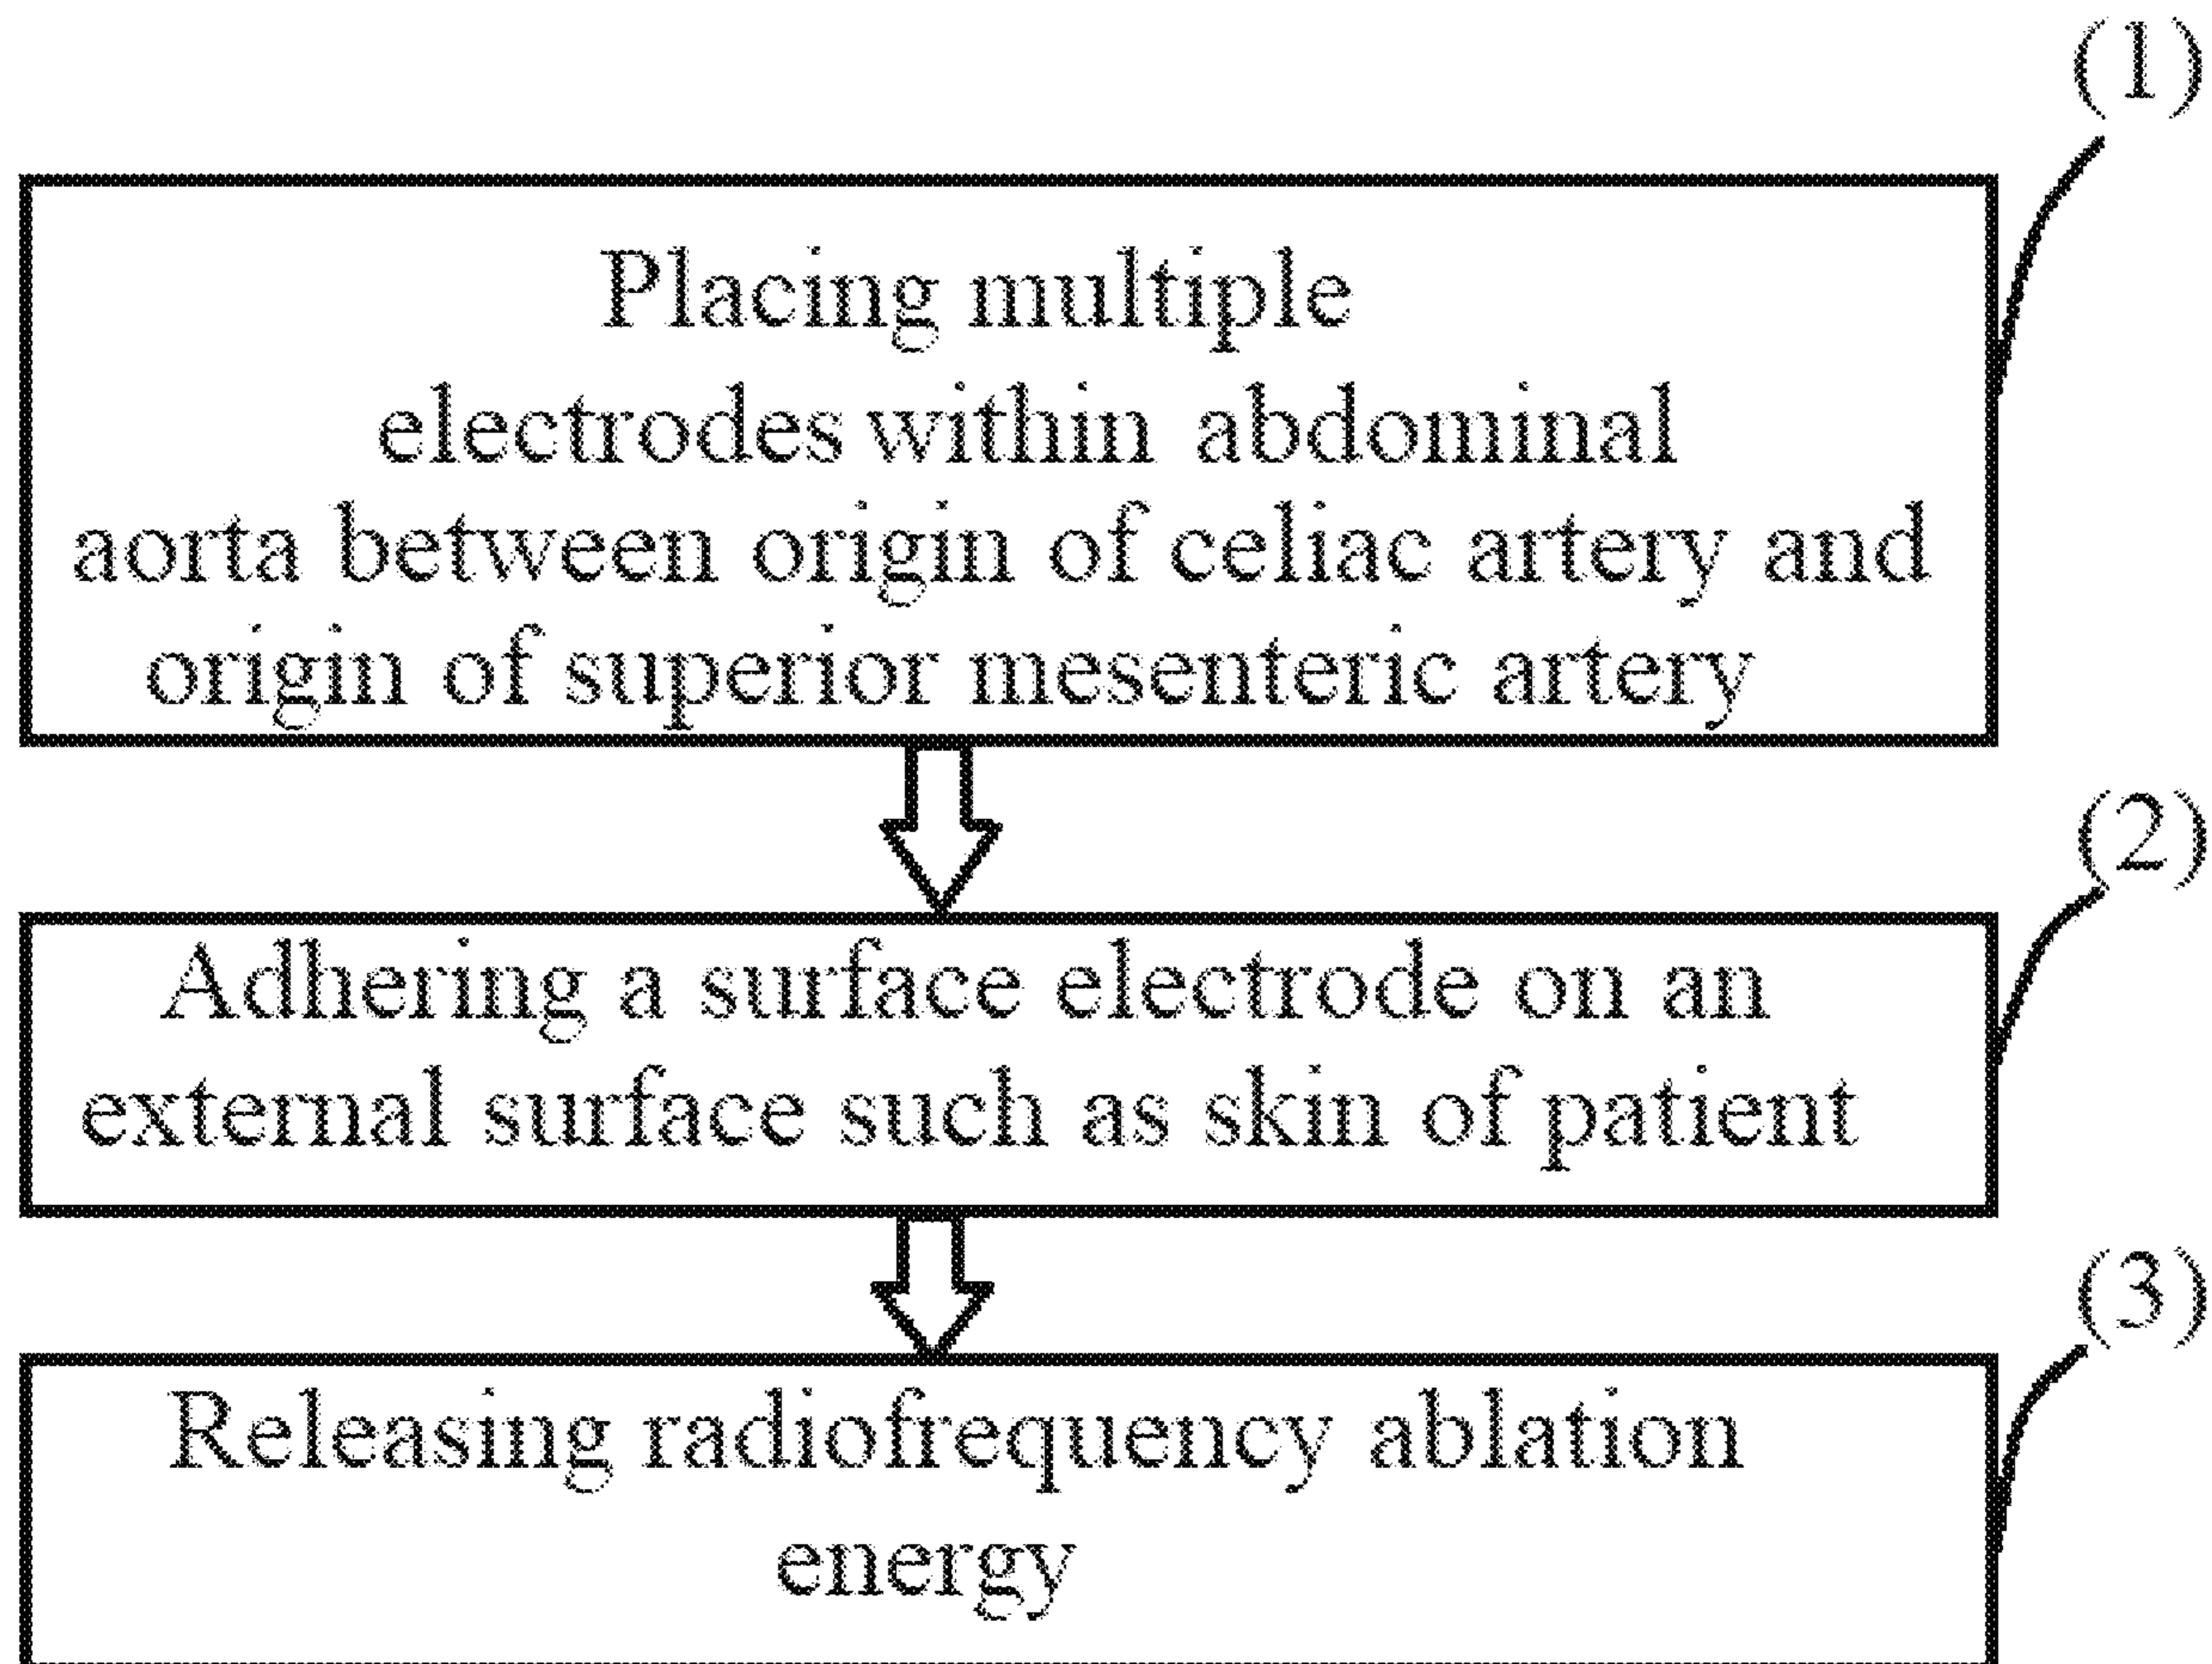 (1)
Placing multiple
electrodes within abdominal
aorta between origin of celiac artery and
origin of superior mesenteric artery
(2)
Adhering a surface electrode on an
external surface such as skin of patient
(3)
Releasing radiofrequency ablation
energy